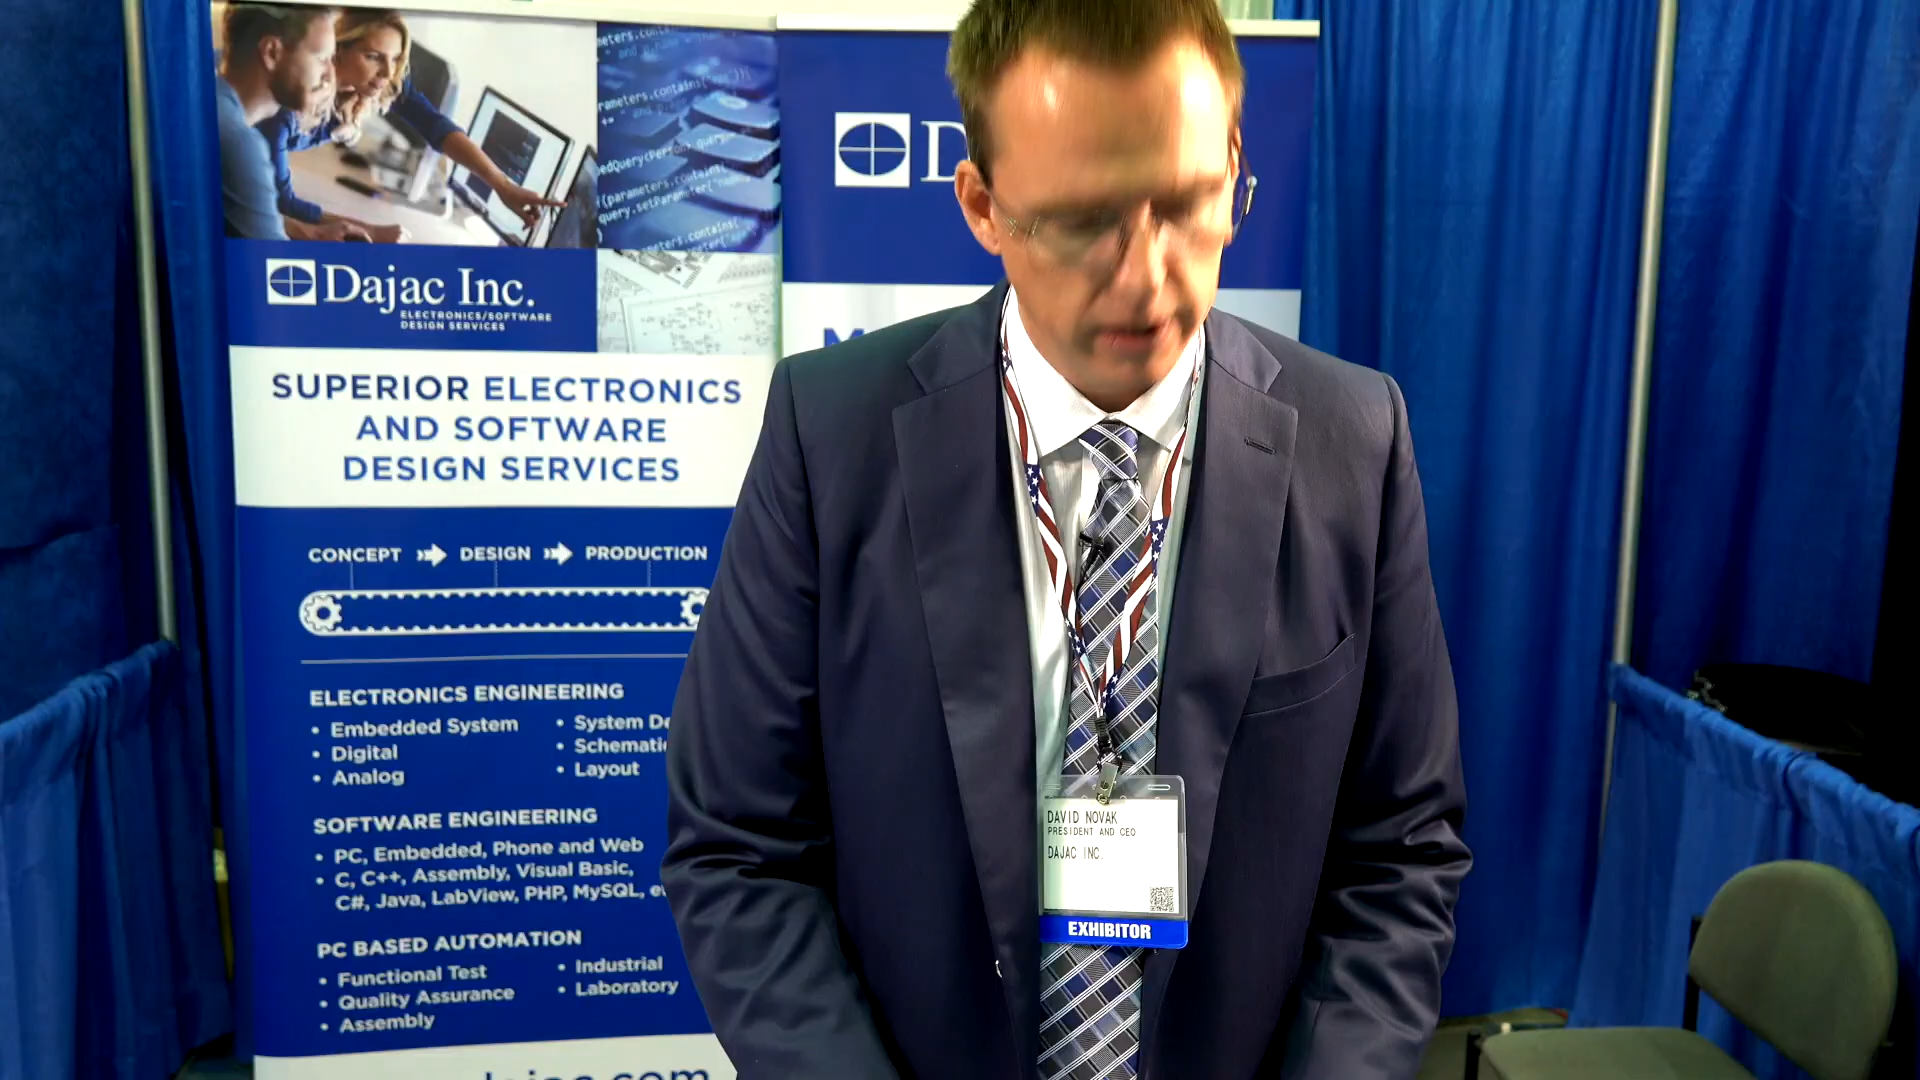 Dajac Inc.
ELECTRONICS/SOFTWARE
DESIGN SERVICES
SUPERIOR ELECTRONICS
AND SOFTWARE
DESIGN SERVICES
CONCEPT DESIGN PRODUCTION
ELECTRONICS ENGINEERING
• Embedded System
• Digital
• Analog
• System
• Schematic
• Layout
SOFTWARE ENGINEERING
• PC, Embedded, Phone and Web
• C, C++, Assembly, Visual Basic,
C#, Java, LabView, PHP, MySQL,
PC BASED AUTOMATION
• Functional Test
• Quality Assurance
• Assembly
• Industrial
• Laboratory
D
M
DAVID NOVAK
PRESIDENT AND CEO
DAJAC INC.
EXHIBITOR